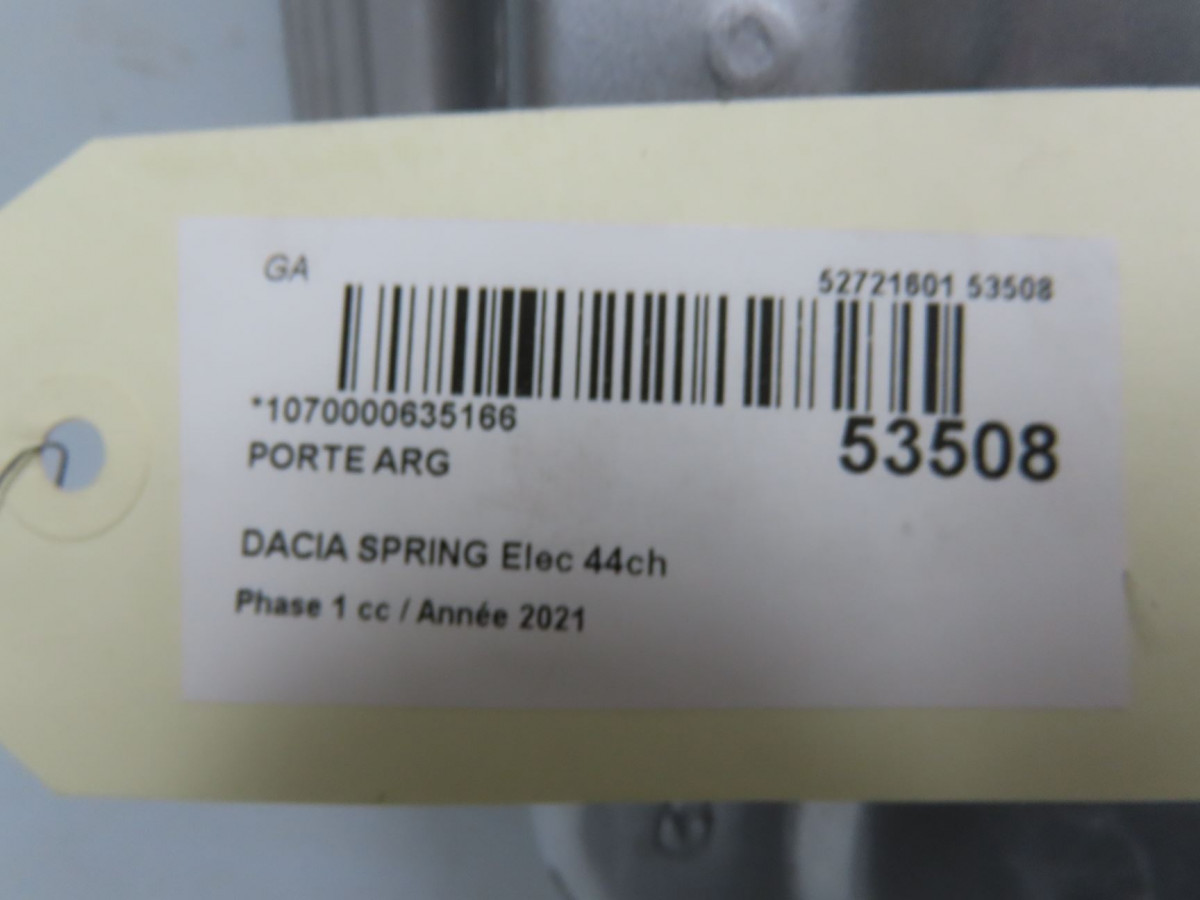 GA
52721601 53508
*1070000635166
53508
PORTE ARG
DACIA SPRING Elec 44ch
Phase 1 cc / Année 2021